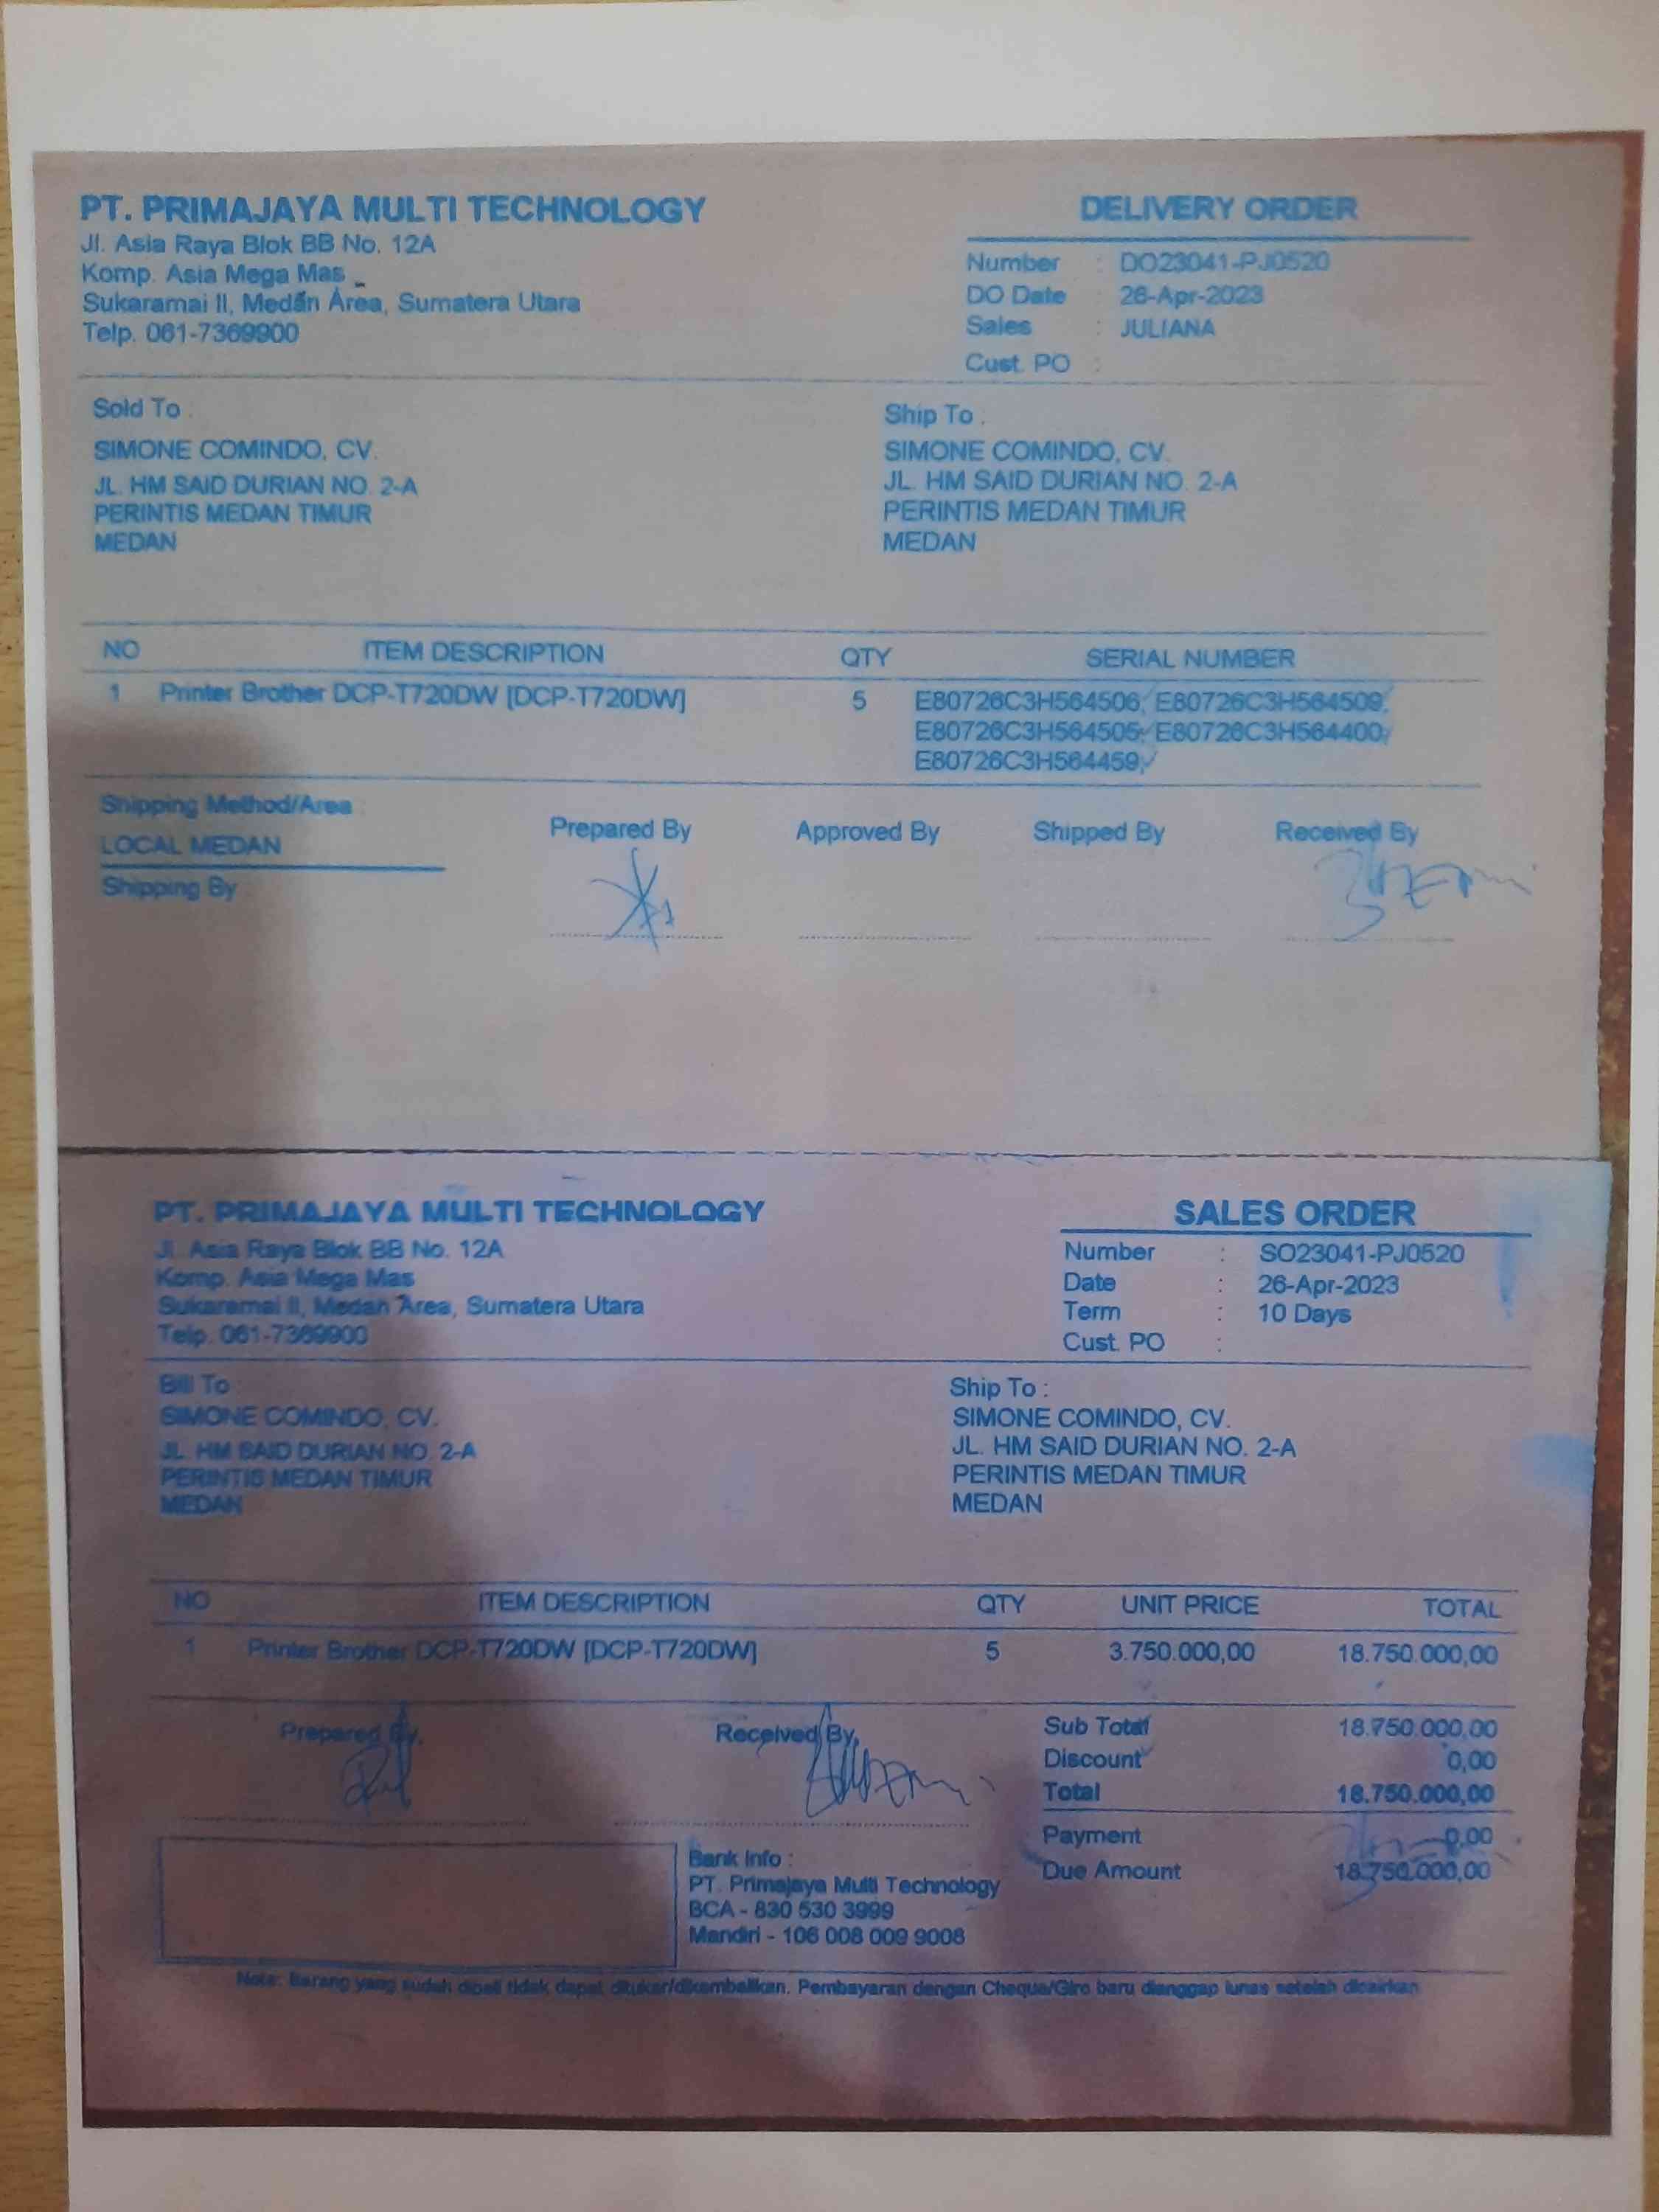 PT. PRIMAJAYA MULTI TECHNOLOGY
Jl. Asia Raya Blok BB No. 12A
Komp. Asia Mega Mas
Sukaramai II, Medan Area, Sumatera Utara
Telp. 061-7369900
DELIVERY ORDER
Number : DO23041-PJ0520
DO Date : 26-Apr-2023
Sales : JULIANA
Cust. PO :
Sold To :
SIMONE COMINDO, CV.
JL. HM SAID DURIAN NO. 2-A
PERINTIS MEDAN TIMUR
MEDAN
Ship To :
SIMONE COMINDO, CV.
JL. HM SAID DURIAN NO. 2-A
PERINTIS MEDAN TIMUR
MEDAN
NO ITEM DESCRIPTION QTY SERIAL NUMBER
1 Printer Brother DCP-T720DW [DCP-T720DW] 5 E80726C3H564506, E80726C3H564509,
E80726C3H564505, E80726C3H564400,
E80726C3H564459,
Shipping Method/Area :
LOCAL MEDAN
Shipping By
Prepared By Approved By Shipped By Received By
PT. PRIMAJAYA MULTI TECHNOLOGY
Jl. Asia Raya Blok BB No. 12A
Komp. Asia Mega Mas
Sukaramai II, Medan Area, Sumatera Utara
Telp. 061-7369900
SALES ORDER
Number : SO23041-PJ0520
Date : 26-Apr-2023
Term : 10 Days
Cust. PO :
Bill To
SIMONE COMINDO, CV.
JL. HM SAID DURIAN NO. 2-A
PERINTIS MEDAN TIMUR
MEDAN
Ship To :
SIMONE COMINDO, CV.
JL. HM SAID DURIAN NO. 2-A
PERINTIS MEDAN TIMUR
MEDAN
NO ITEM DESCRIPTION QTY UNIT PRICE TOTAL
1 Printer Brother DCP-T720DW [DCP-T720DW] 5 3.750.000,00 18.750.000,00
Prepared By, Received By,
Sub Total 18.750.000,00
Discount 0,00
Total 18.750.000,00
Payment 0,00
Due Amount 18.750.000,00
Bank Info :
PT. Primajaya Multi Technology
BCA - 830 530 3999
Mandiri - 106 008 009 9008
Note: Barang yang sudah dibeli tidak dapat ditukar/dikembalikan. Pembayaran dengan Cheque/Giro baru dianggap lunas setelah dicairkan